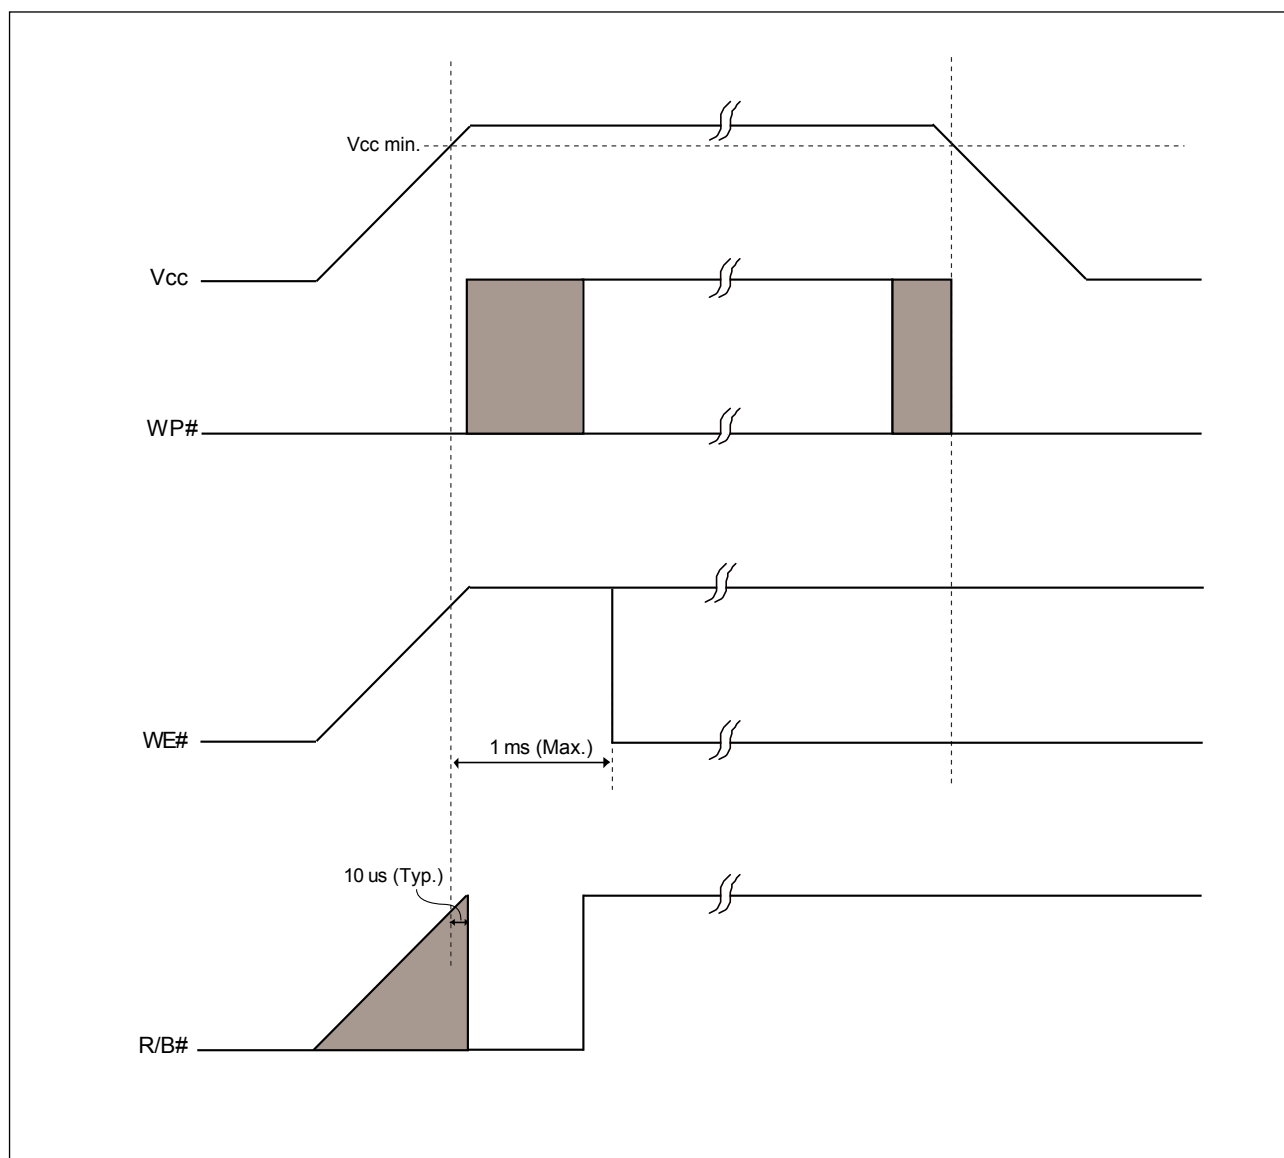 Vcc min.
Vcc
WP#
WE#
1 ms (Max.)
10 us (Typ.)
R/B#